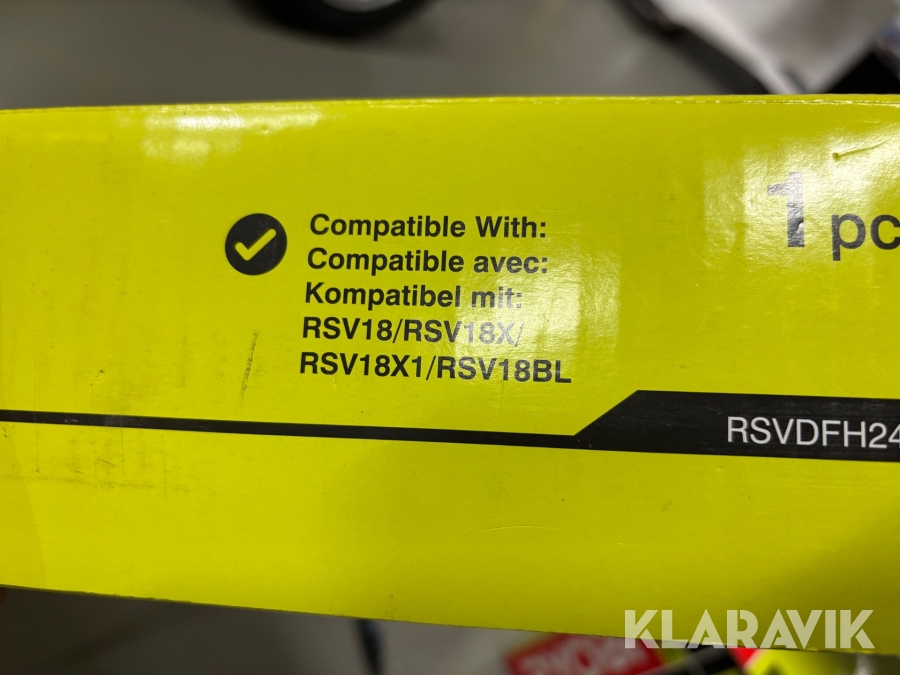 Compatible With:
Compatible avec:
Kompatibel mit:
RSV18/RSV18X/
RSV18X1/RSV18BL
1 pc
RSVDFH24
KLARAVIK